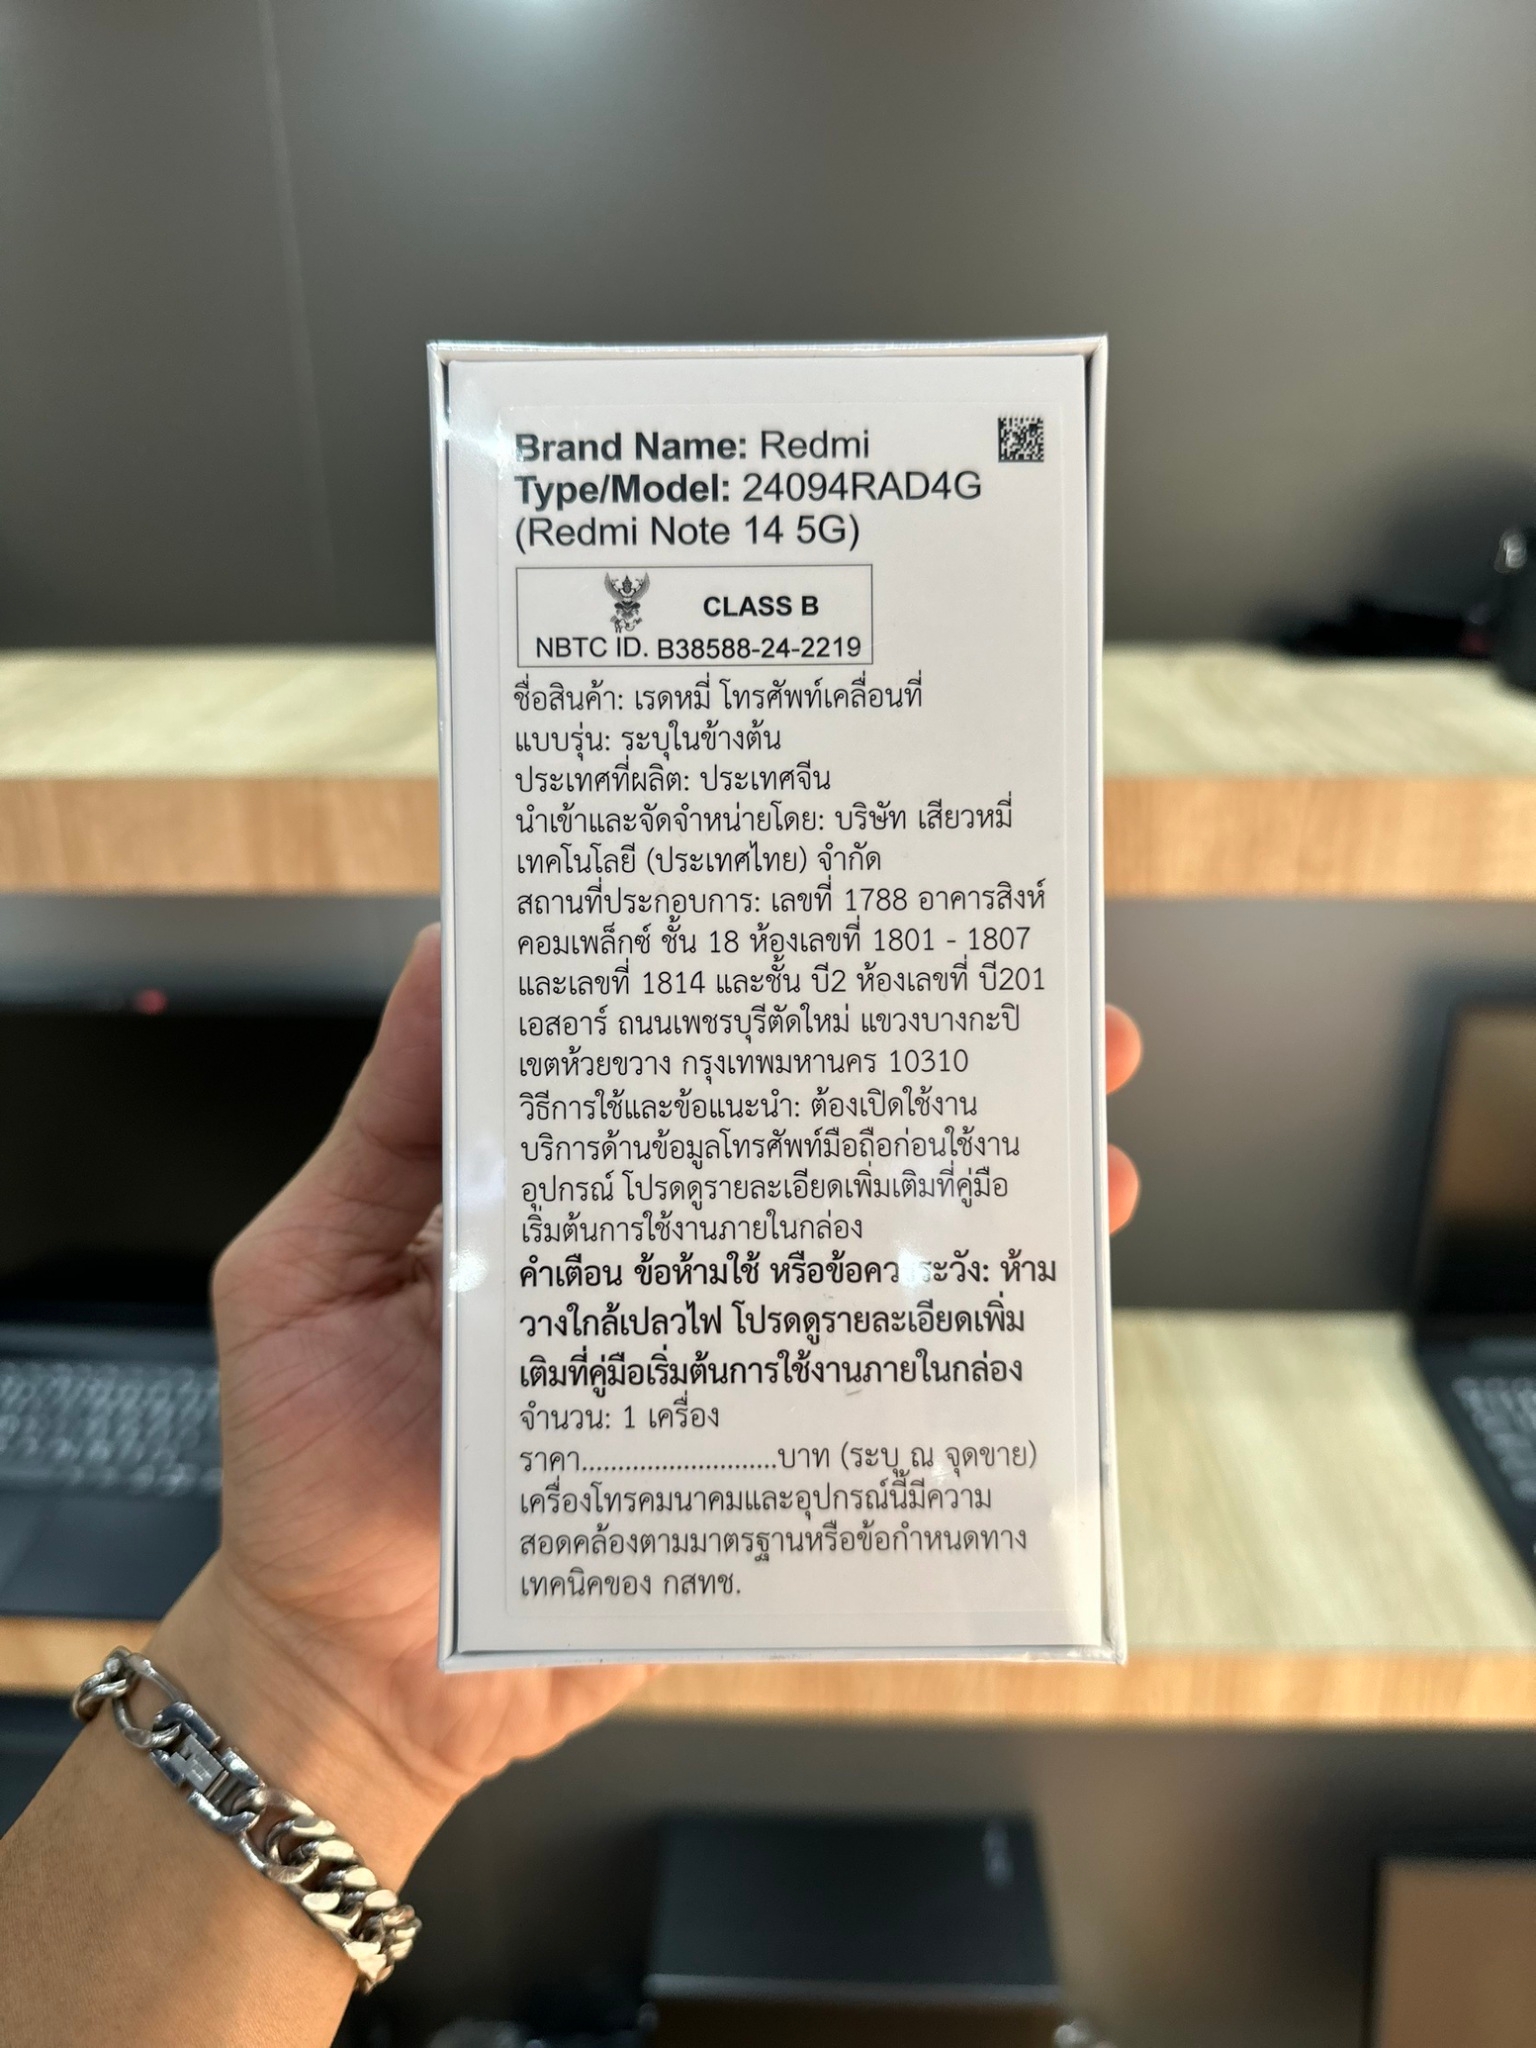 Brand Name: Redmi
Type/Model: 24094RAD4G
(Redmi Note 14 5G)
CLASS B
NBTC ID. B38588-24-2219
ชื่อสินค้า: เรดหมี่ โทรศัพท์เคลื่อนที่
แบบรุ่น: ระบุในข้างต้น
ประเทศที่ผลิต: ประเทศจีน
นำเข้าและจัดจำหน่ายโดย: บริษัท เสียวหมี่
เทคโนโลยี (ประเทศไทย) จำกัด
สถานที่ประกอบการ: เลขที่ 1788 อาคารสิงห์
คอมเพล็กซ์ ชั้น 18 ห้องเลขที่ 1801 - 1807
และเลขที่ 1814 และชั้น บี2 ห้องเลขที่ บี201
เอสอาร์ ถนนเพชรบุรีตัดใหม่ แขวงบางกะปิ
เขตห้วยขวาง กรุงเทพมหานคร 10310
วิธีการใช้และข้อแนะนำ: ต้องเปิดใช้งาน
บริการด้านข้อมูลโทรศัพท์มือถือก่อนใช้งาน
อุปกรณ์ โปรดดูรายละเอียดเพิ่มเติมที่คู่มือ
เริ่มต้นการใช้งานภายในกล่อง
คำเตือน ข้อห้ามใช้ หรือข้อควรระวัง: ห้าม
วางใกล้เปลวไฟ โปรดดูรายละเอียดเพิ่ม
เติมที่คู่มือเริ่มต้นการใช้งานภายในกล่อง
จำนวน: 1 เครื่อง
ราคา...........................บาท (ระบุ ณ จุดขาย)
เครื่องโทรคมนาคมและอุปกรณ์นี้มีความ
สอดคล้องตามมาตรฐานหรือข้อกำหนดทาง
เทคนิคของ กสทช.